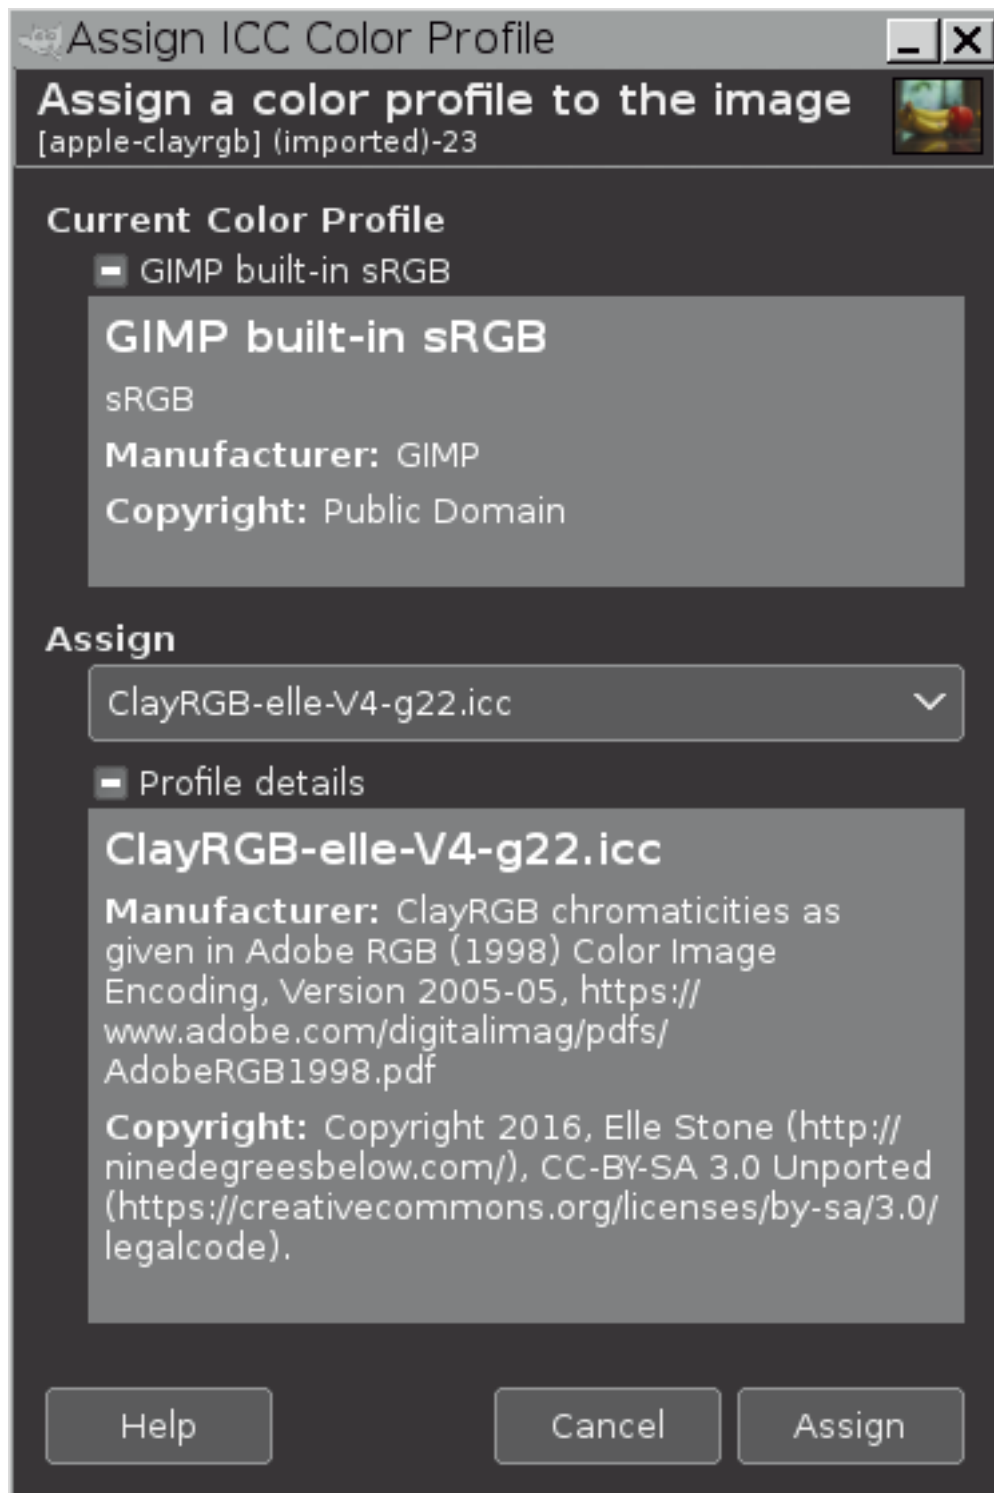 Assign ICC Color Profile
Assign a color profile to the image
[apple-clayrgb] (imported)-23
Current Color Profile
GIMP built-in sRGB
GIMP built-in sRGB
sRGB
Manufacturer: GIMP
Copyright: Public Domain
Assign
ClayRGB-elle-V4-g22.icc
Profile details
ClayRGB-elle-V4-g22.icc
Manufacturer: ClayRGB chromaticities as
given in Adobe RGB (1998) Color Image
Encoding, Version 2005-05, https://
www.adobe.com/digitalimag/pdfs/
AdobeRGB1998.pdf
Copyright: Copyright 2016, Elle Stone (http://
ninedegreesbelow.com/), CC-BY-SA 3.0 Unported
(https://creativecommons.org/licenses/by-sa/3.0/
legalcode).
Help Cancel Assign